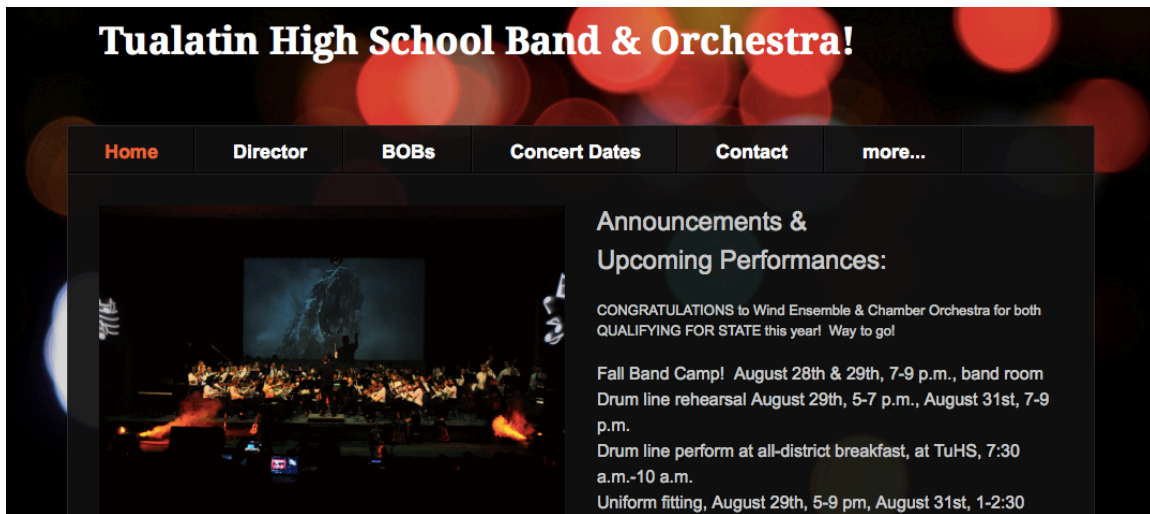 Tualatin High School Band & Orchestra!
Home Director BOBs Concert Dates Contact more...
Announcements &
Upcoming Performances:
CONGRATULATIONS to Wind Ensemble & Chamber Orchestra for both
QUALIFYING FOR STATE this year!  Way to go!
Fall Band Camp!  August 28th & 29th, 7-9 p.m., band room
Drum line rehearsal August 29th, 5-7 p.m., August 31st, 7-9
p.m.
Drum line perform at all-district breakfast, at TuHS, 7:30
a.m.-10 a.m.
Uniform fitting, August 29th, 5-9 pm, August 31st, 1-2:30